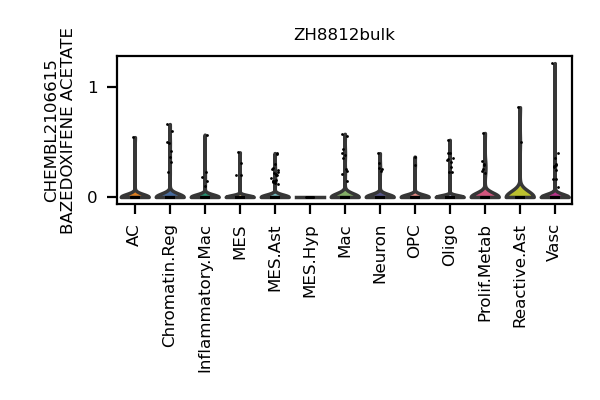 ZH8812bulk
CHEMBL2106615
BAZEDOXIFENE ACETATE
1
0
AC
Chromatin.Reg
Inflammatory.Mac
MES
MES.Ast
MES.Hyp
Mac
Neuron
OPC
Oligo
Prolif.Metab
Reactive.Ast
Vasc